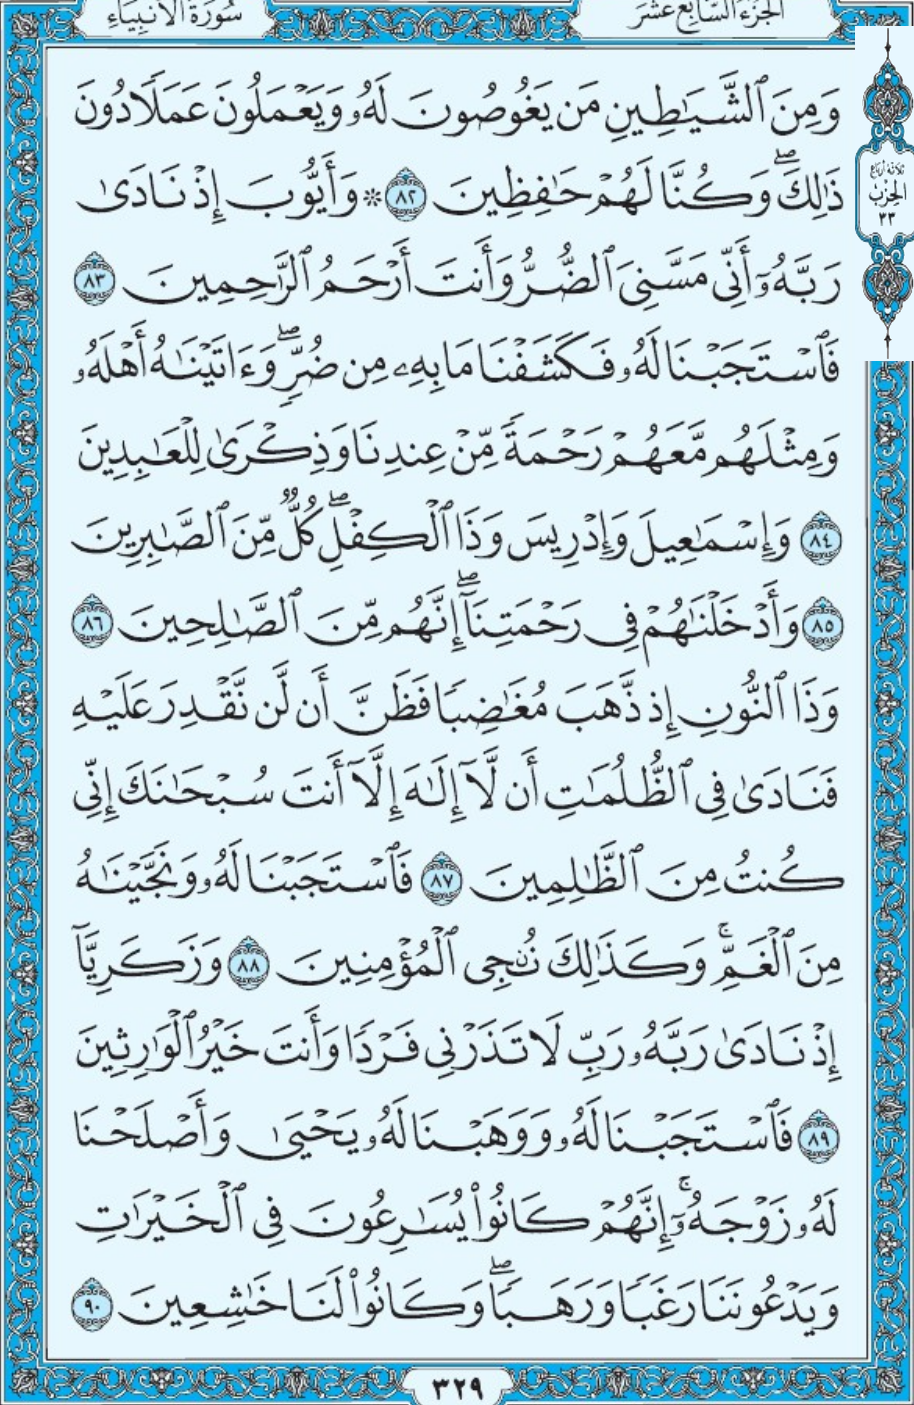 الجزء السابع عشر
سورة الأنبياء
وَمِنَ ٱلشَّيَٰطِينِ مَن يَغُوصُونَ لَهُۥ وَيَعۡمَلُونَ عَمَلٗا دُونَ
ذَٰلِكَۖ وَكُنَّا لَهُمۡ حَٰفِظِينَ ٨٢ ۞ وَأَيُّوبَ إِذۡ نَادَىٰ
ثلاثة أرباع
الحزب
٣٣
رَبَّهُۥٓ أَنِّي مَسَّنِيَ ٱلضُّرُّ وَأَنتَ أَرۡحَمُ ٱلرَّٰحِمِينَ ٨٣
فَٱسۡتَجَبۡنَا لَهُۥ فَكَشَفۡنَا مَا بِهِۦ مِن ضُرّٖۖ وَءَاتَيۡنَٰهُ أَهۡلَهُۥ
وَمِثۡلَهُم مَّعَهُمۡ رَحۡمَةٗ مِّنۡ عِندِنَا وَذِكۡرَىٰ لِلۡعَٰبِدِينَ
٨٤ وَإِسۡمَٰعِيلَ وَإِدۡرِيسَ وَذَا ٱلۡكِفۡلِۖ كُلّٞ مِّنَ ٱلصَّٰبِرِينَ
٨٥ وَأَدۡخَلۡنَٰهُمۡ فِي رَحۡمَتِنَآۖ إِنَّهُم مِّنَ ٱلصَّٰلِحِينَ ٨٦
وَذَا ٱلنُّونِ إِذ ذَّهَبَ مُغَٰضِبٗا فَظَنَّ أَن لَّن نَّقۡدِرَ عَلَيۡهِ
فَنَادَىٰ فِي ٱلظُّلُمَٰتِ أَن لَّآ إِلَٰهَ إِلَّآ أَنتَ سُبۡحَٰنَكَ إِنِّي
كُنتُ مِنَ ٱلظَّٰلِمِينَ ٨٧ فَٱسۡتَجَبۡنَا لَهُۥ وَنَجَّيۡنَٰهُ
مِنَ ٱلۡغَمِّۚ وَكَذَٰلِكَ نُـۨجِي ٱلۡمُؤۡمِنِينَ ٨٨ وَزَكَرِيَّآ
إِذۡ نَادَىٰ رَبَّهُۥ رَبِّ لَا تَذَرۡنِي فَرۡدٗا وَأَنتَ خَيۡرُ ٱلۡوَٰرِثِينَ
٨٩ فَٱسۡتَجَبۡنَا لَهُۥ وَوَهَبۡنَا لَهُۥ يَحۡيَىٰ وَأَصۡلَحۡنَا
لَهُۥ زَوۡجَهُۥٓۚ إِنَّهُمۡ كَانُواْ يُسَٰرِعُونَ فِي ٱلۡخَيۡرَٰتِ
وَيَدۡعُونَنَا رَغَبٗا وَرَهَبٗاۖ وَكَانُواْ لَنَا خَٰشِعِينَ ٩٠
٣٢٩